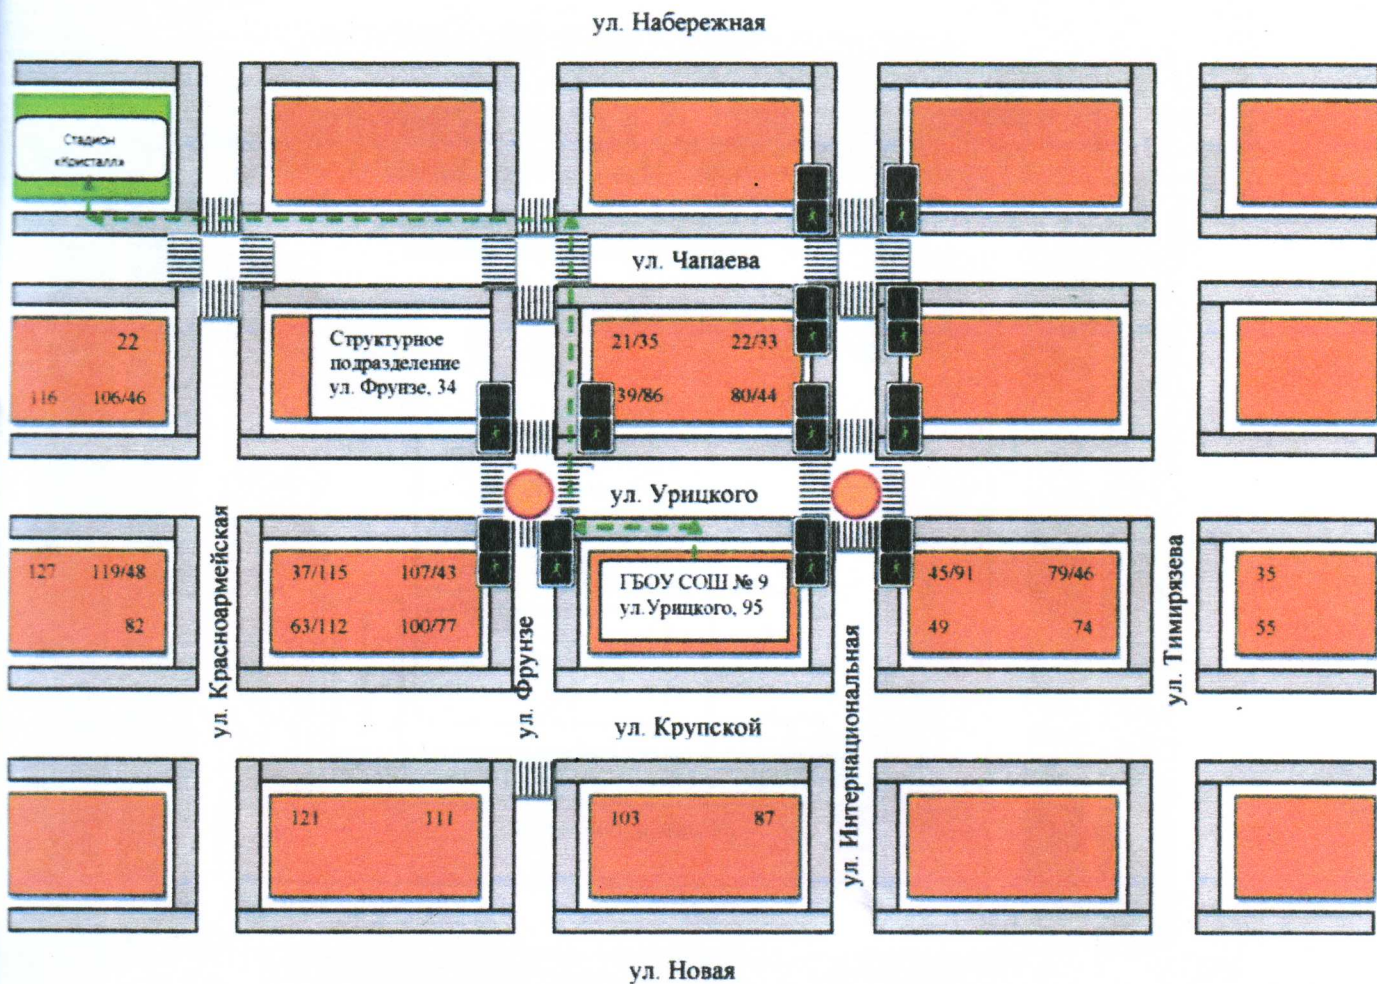 ул. Набережная
Стадион
«Кристалл»
ул. Чапаева
22
116 106/46
Структурное
подразделение
ул. Фрунзе, 34
21/35 22/33
39/86 80/44
ул. Урицкого
ул. Красноармейская
ул. Фрунзе
ул. Интернациональная
ул. Тимирязева
127 119/48
82
37/115 107/43
63/112 100/77
ГБОУ СОШ № 9
ул.Урицкого, 95
45/91 79/46
49 74
35
55
ул. Крупской
121 111
103 87
ул. Новая